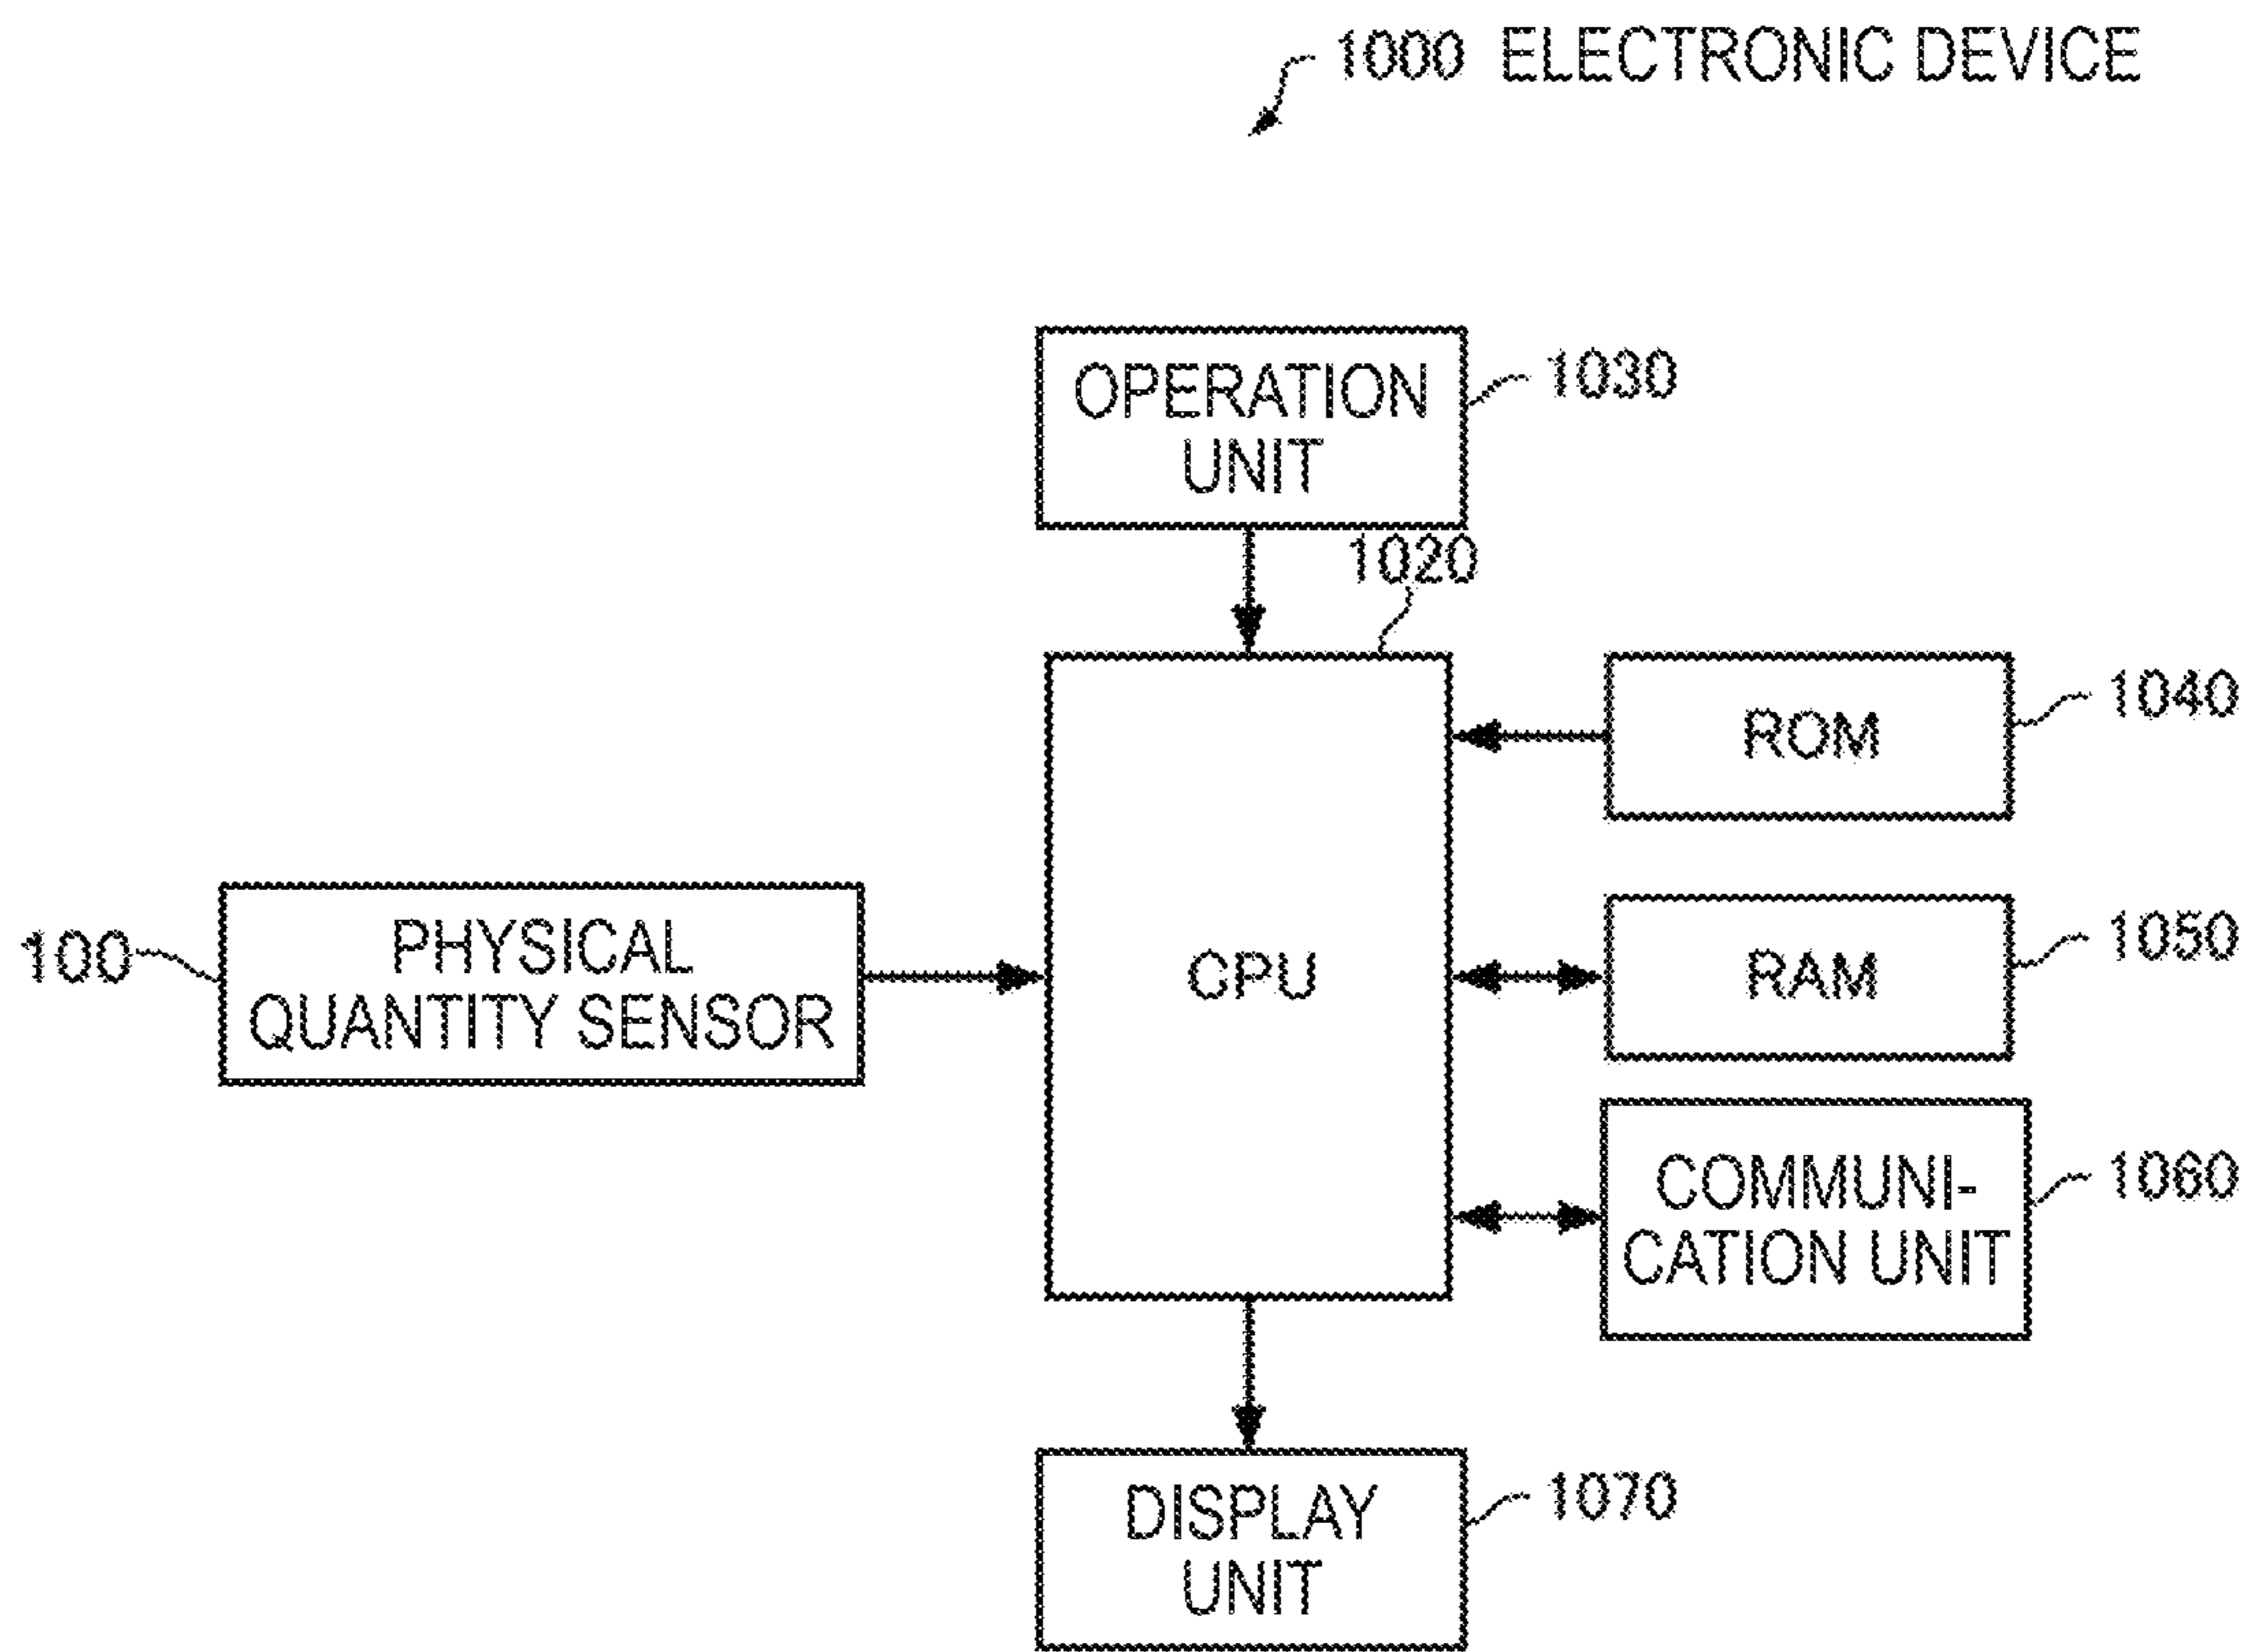 1000 ELECTRONIC DEVICE
OPERATION
UNIT
1030
1020
CPU
ROM
1040
100
PHYSICAL
QUANTITY SENSOR
RAM
1050
COMMUNI-
CATION UNIT
1060
DISPLAY
UNIT
1070